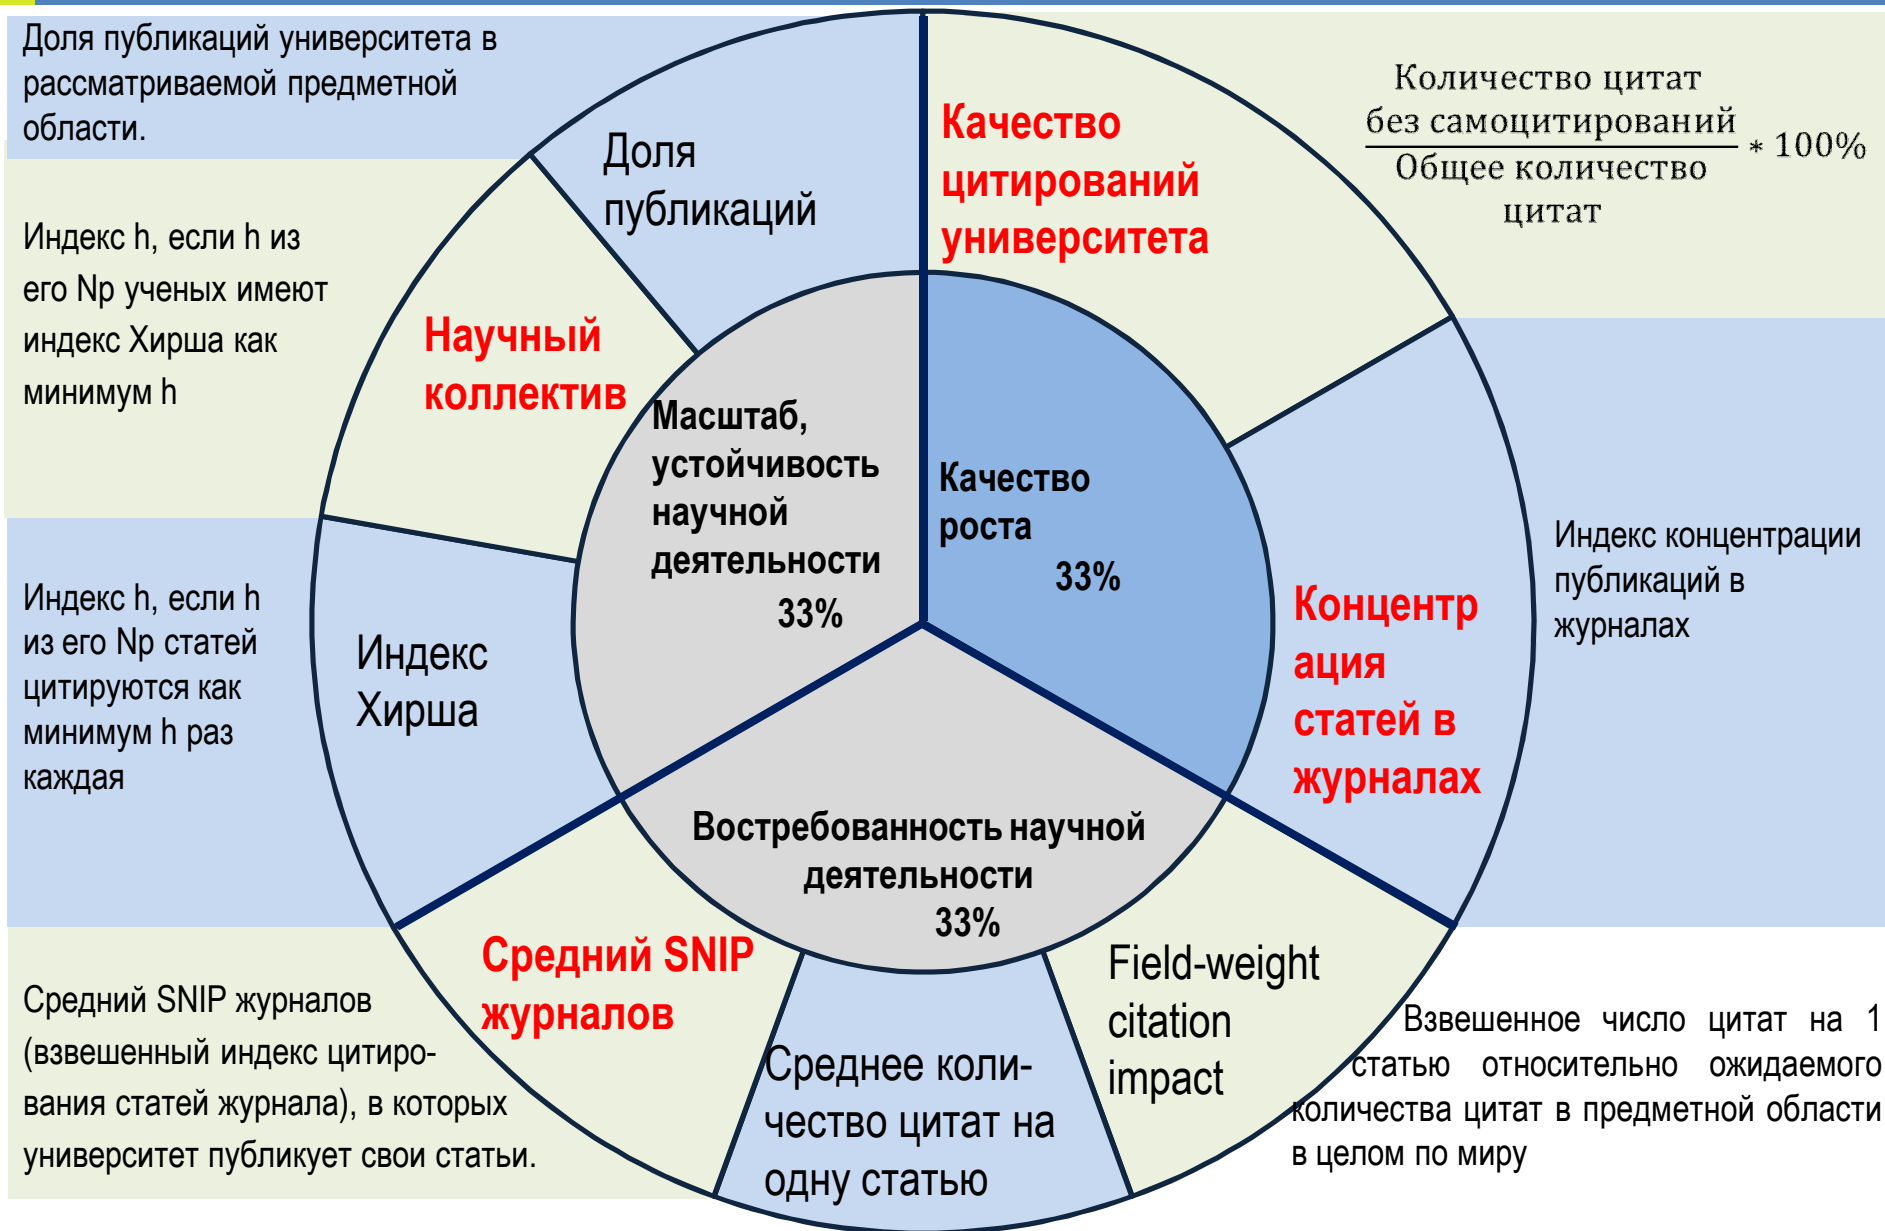 Доля публикаций университета в
рассматриваемой предметной
области.
Доля
публикаций
Качество
цитирований
университета
Количество цитат
без самоцитирований
Общее количество
цитат
* 100%
Индекс h, если h из
его Np ученых имеют
индекс Хирша как
минимум h
Научный
коллектив
Масштаб,
устойчивость
научной
деятельности
33%
Качество
роста
33%
Индекс концентрации
публикаций в
журналах
Концентр
ация
статей в
журналах
Индекс h, если h
из его Np статей
цитируются как
минимум h раз
каждая
Индекс
Хирша
Востребованность научной
деятельности
33%
Средний SNIP
журналов
Field-weight
citation
impact
Средний SNIP журналов
(взвешенный индекс цитиро-
вания статей журнала), в которых
университет публикует свои статьи.
Среднее коли-
чество цитат на
одну статью
Взвешенное число цитат на 1
статью относительно ожидаемого
количества цитат в предметной области
в целом по миру